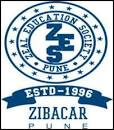 ZEAL EDUCATION SOCIETY
ZES
PUNE
ESTD-1996
ZIBACAR
PUNE